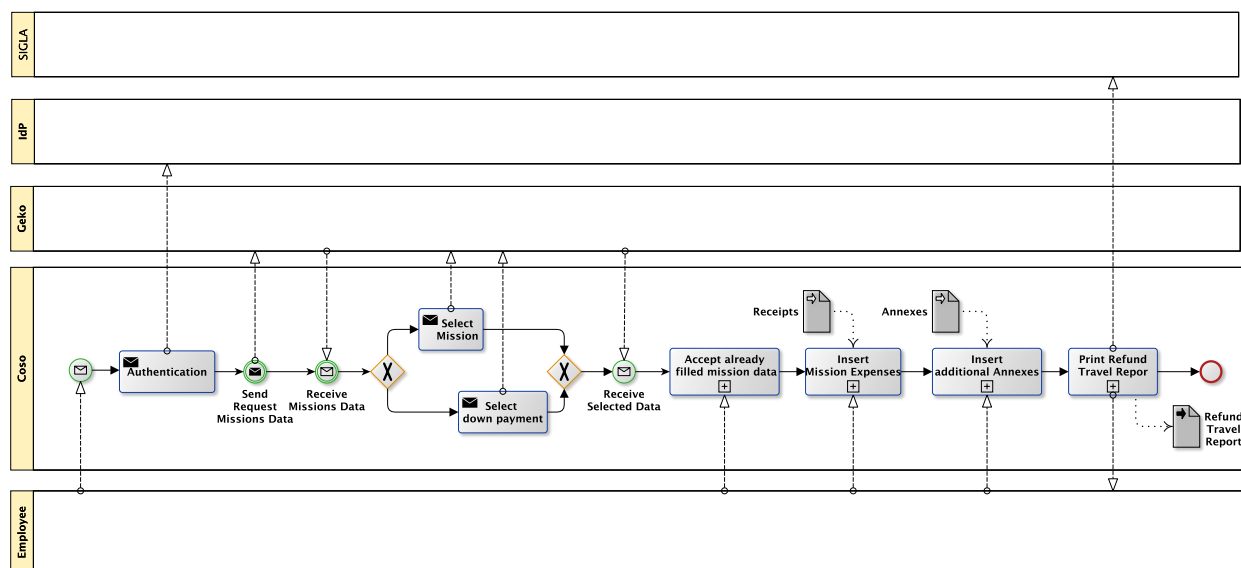 SIGLA
IdP
Geko
Coso
Employee
Authentication
Send
Request
Missions Data
Receive
Missions Data
Select
Mission
Select
down payment
Receive
Selected Data
Accept already
filled mission data
Receipts
Insert
Mission Expenses
Annexes
Insert
additional Annexes
Print Refund
Travel Repor
Refund
Travel
Report